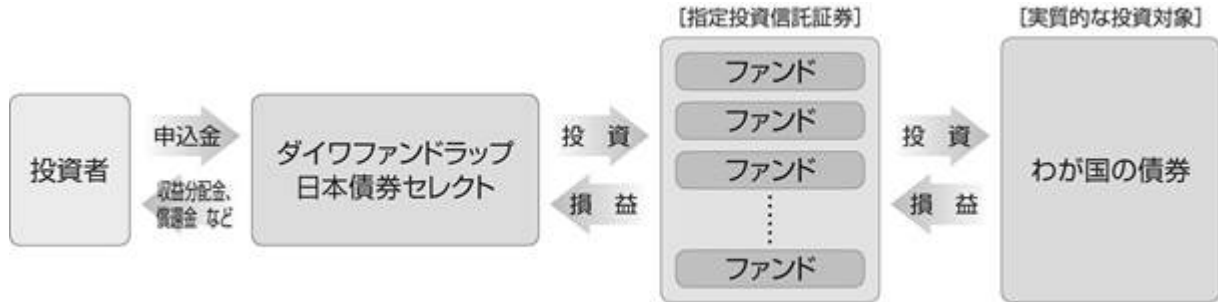 [指定投資信託証券]
[実質的な投資対象]
投資者
申込金
収益分配金、
償還金 など
ダイワファンドラップ
日本債券セレクト
投 資
損 益
ファンド
ファンド
ファンド
ファンド
投 資
損 益
わが国の債券